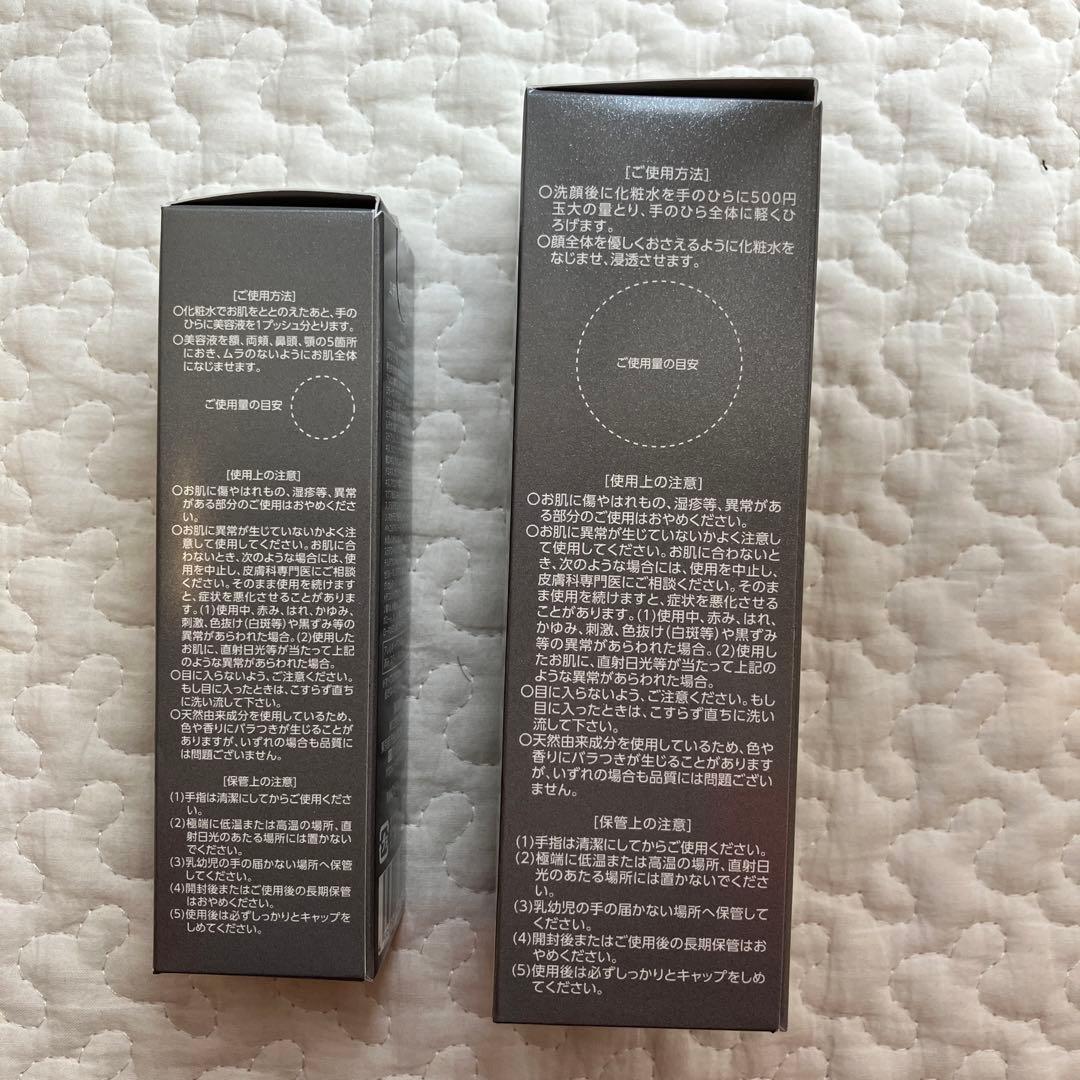 [ご使用方法]
○化粧水でお肌をととのえたあと、手の
ひらに美容液を1プッシュ分とります。
○美容液を額、両頬、鼻頭、顎の5箇所
におき、ムラのないようにお肌全体
になじませます。
ご使用量の目安
[使用上の注意]
○お肌に傷やはれもの、湿疹等、異常
がある部分のご使用はおやめくださ
い。
○お肌に異常が生じていないかよく注
意して使用してください。お肌に合
わないとき、次のような場合には、使
用を中止し、皮膚科専門医にご相談
ください。そのまま使用を続けます
と、症状を悪化させることがありま
す。(1)使用中、赤み、はれ、かゆみ、
刺激、色抜け(白斑等)や黒ずみ等の
異常があらわれた場合。(2)使用した
お肌に、直射日光等が当たって上記
のような異常があらわれた場合。
○目に入らないよう、ご注意ください。
もし目に入ったときは、こすらず直ち
に洗い流して下さい。
○天然由来成分を使用しているため、
色や香りにバラつきが生じることが
ありますが、いずれの場合も品質に
は問題ございません。
[保管上の注意]
(1)手指は清潔にしてからご使用くださ
い。
(2)極端に低温または高温の場所、直
射日光のあたる場所には置かない
でください。
(3)乳幼児の手の届かない場所へ保管
してください。
(4)開封後またはご使用後の長期保管
はおやめください。
(5)使用後は必ずしっかりとキャップを
しめてください。
[ご使用方法]
○洗顔後に化粧水を手のひらに500円
玉大の量とり、手のひら全体に軽くひ
ろげます。
○顔全体を優しくおさえるように化粧水を
なじませ、浸透させます。
ご使用量の目安
[使用上の注意]
○お肌に傷やはれもの、湿疹等、異常があ
る部分のご使用はおやめください。
○お肌に異常が生じていないかよく注意し
て使用してください。お肌に合わないと
き、次のような場合には、使用を中止し、
皮膚科専門医にご相談ください。そのま
ま使用を続けますと、症状を悪化させる
ことがあります。(1)使用中、赤み、はれ、
かゆみ、刺激、色抜け(白斑等)や黒ずみ
等の異常があらわれた場合。(2)使用し
たお肌に、直射日光等が当たって上記の
ような異常があらわれた場合。
○目に入らないよう、ご注意ください。もし
目に入ったときは、こすらず直ちに洗い
流して下さい。
○天然由来成分を使用しているため、色や
香りにバラつきが生じることがあります
が、いずれの場合も品質には問題ござい
ません。
[保管上の注意]
(1)手指は清潔にしてからご使用ください。
(2)極端に低温または高温の場所、直射日
光のあたる場所には置かないでくださ
い。
(3)乳幼児の手の届かない場所へ保管して
ください。
(4)開封後またはご使用後の長期保管はお
やめください。
(5)使用後は必ずしっかりとキャップをしめ
てください。